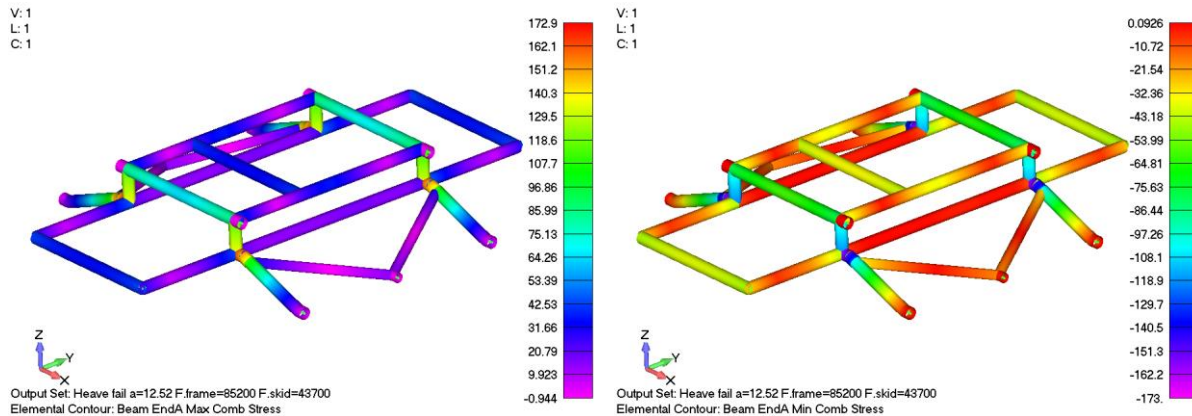 V: 1
L: 1
C: 1
172.9
162.1
151.2
140.3
129.5
118.6
107.7
96.86
85.99
75.13
64.26
53.39
42.53
31.66
20.79
9.923
-0.944
Z
Y
X
Output Set: Heave fail a=12.52 F.frame=85200 F.skid=43700
Elemental Contour: Beam EndA Max Comb Stress
V: 1
L: 1
C: 1
0.0926
-10.72
-21.54
-32.36
-43.18
-53.99
-64.81
-75.63
-86.45
-97.26
-108.1
-118.9
-129.7
-140.5
-151.3
-162.2
-173.
Z
Y
X
Output Set: Heave fail a=12.52 F.frame=85200 F.skid=43700
Elemental Contour: Beam EndA Min Comb Stress